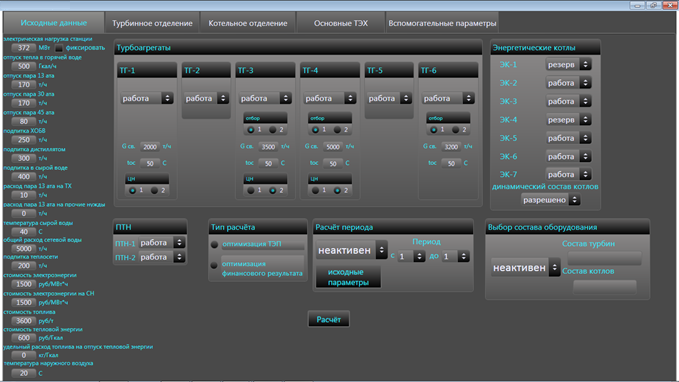 Исходные данные
Турбинное отделение
Котельное отделение
Основные ТЭХ
Вспомогательные параметры
электрическая нагрузка станции
372 МВт фиксировать
отпуск тепла в горячей воде
500 Гкал/ч
отпуск пара 13 ата
170 т/ч
отпуск пара 30 ата
170 т/ч
отпуск пара 45 ата
80 т/ч
подпитка ХОБВ
250 т/ч
подпитка дистиллятом
300 т/ч
подпитка в сырой воде
400 т/ч
расход пара 13 ата на ТХ
10 т/ч
расход пара 13 ата на прочие нужды
0 т/ч
температура сырой воды
40 С
общий расход сетевой воды
5000 т/ч
подпитка теплосети
200 т/ч
стоимость электроэнергии
1500 руб/МВт*ч
стоимость электроэнергии на СН
1500 руб/МВт*ч
стоимость топлива
3600 руб/т
стоимость тепловой энергии
600 руб/Гкал
удельный расход топлива на отпуск тепловой энергии
0 кг/Гкал
температура наружного воздуха
20 С
Турбоагрегаты
ТГ-1 ТГ-2 ТГ-3 ТГ-4 ТГ-5 ТГ-6
работа работа работа работа работа работа
отбор отбор отбор
1 2 1 2 1 2
G св. 2000 т/ч G св. 3500 т/ч G св. 5000 т/ч G св. 3200 т/ч
toc 50 С toc 50 С toc 50 С toc 50 С
ЦН ЦН ЦН
1 2 1 2 1 2
Энергетические котлы
ЭК-1 резерв
ЭК-2 работа
ЭК-3 работа
ЭК-4 резерв
ЭК-5 работа
ЭК-6 работа
ЭК-7 работа
динамический состав котлов
разрешено
ПТН
ПТН-1 работа
ПТН-2 работа
Тип расчёта
оптимизация ТЭП
оптимизация
финансового результата
Расчёт периода
Период
неактивен с 1 до 1
исходные
параметры
Выбор состава оборудования
Состав турбин
неактивен
Состав котлов
Расчёт